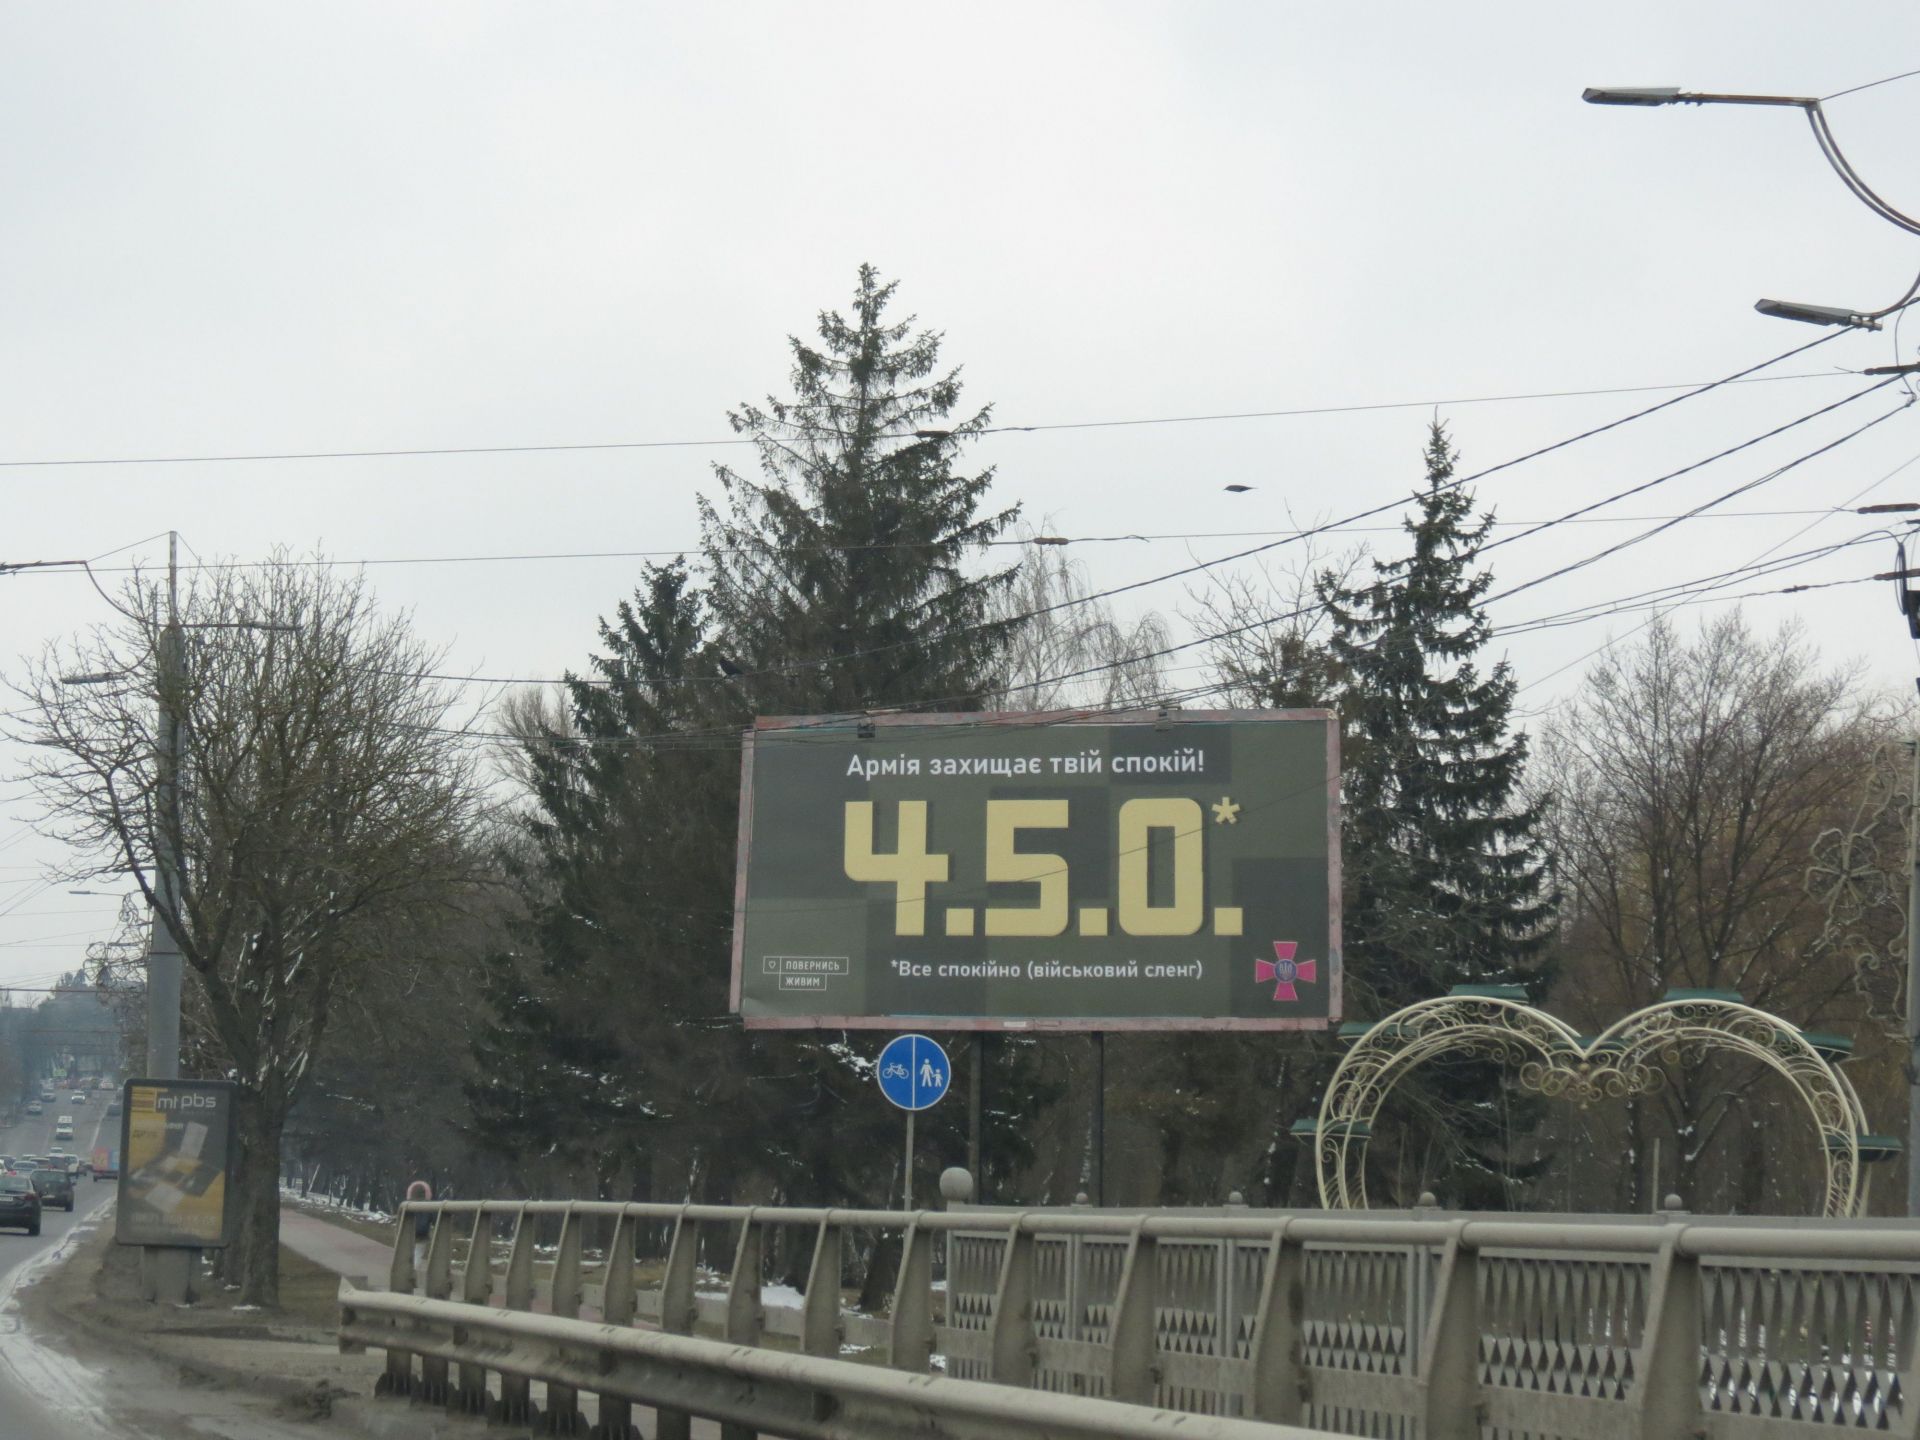 Армія захищає твій спокій!
4.5.0.*
*Все спокійно (військовий сленг)
ПОВЕРНИСЬ
ЖИВИМ
mt pbs